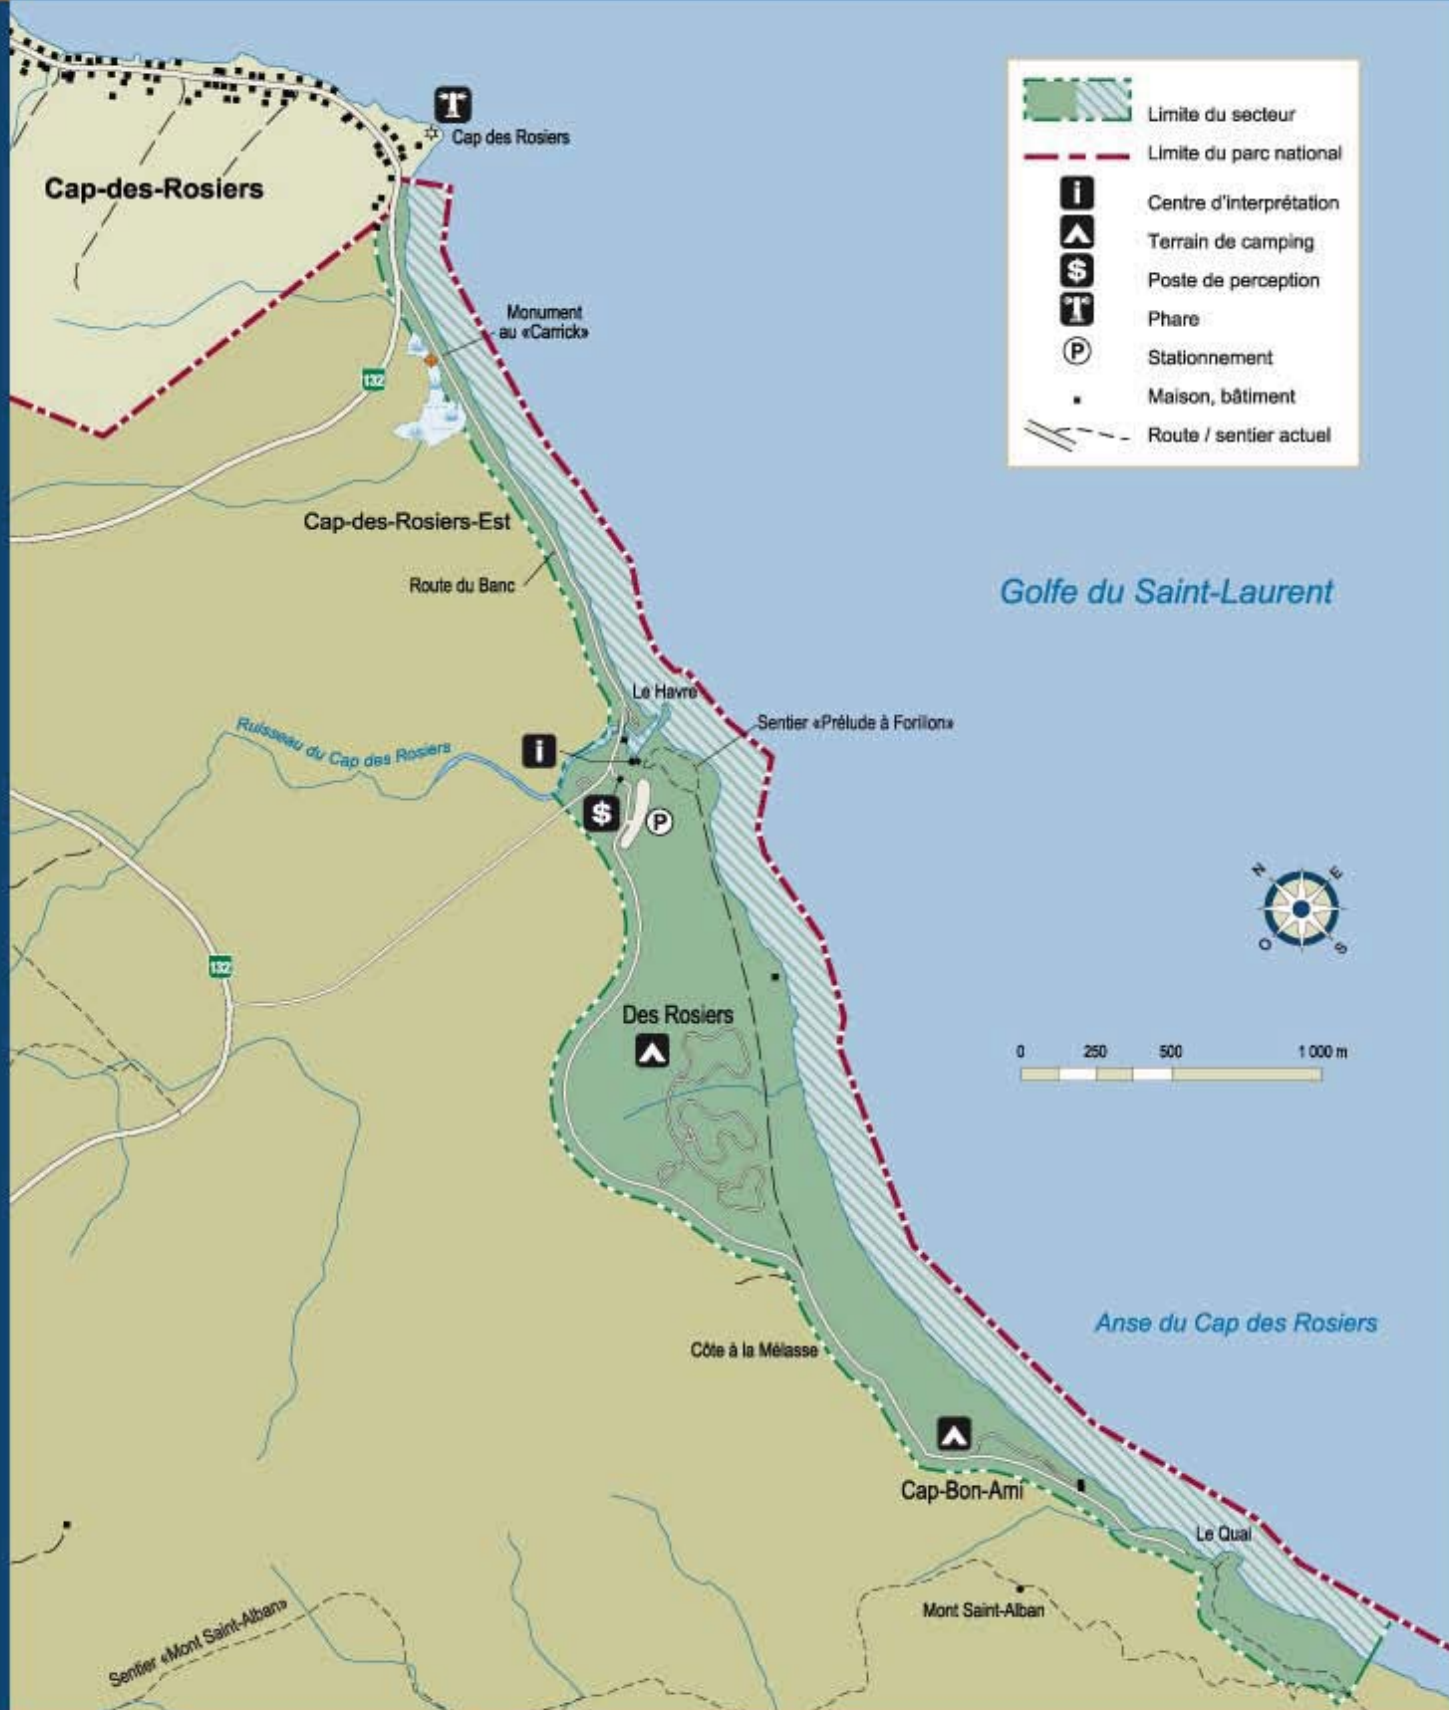 Cap des Rosiers
Cap-des-Rosiers
Monument
au «Carrick»
132
Cap-des-Rosiers-Est
Route du Banc
Le Havre
Sentier «Prélude à Forillon»
Ruisseau du Cap des Rosiers
i
$
P
132
Des Rosiers
Côte à la Mélasse
Cap-Bon-Ami
Le Quai
Mont Saint-Alban
Sentier «Mont Saint-Alban»
Limite du secteur
Limite du parc national
i
Centre d'interprétation
Terrain de camping
$
Poste de perception
Phare
P
Stationnement
Maison, bâtiment
Route / sentier actuel
Golfe du Saint-Laurent
N
E
O
S
0 250 500 1 000 m
Anse du Cap des Rosiers